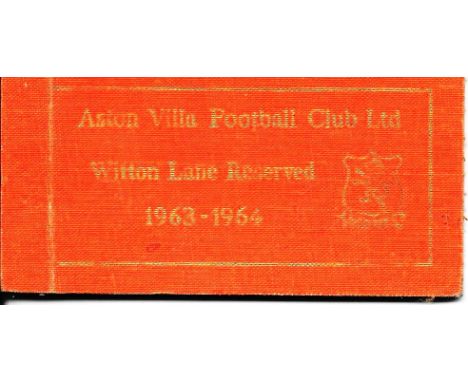 Aston Villa Football Club Ltd
Witton Lane Reserved
1963-1964